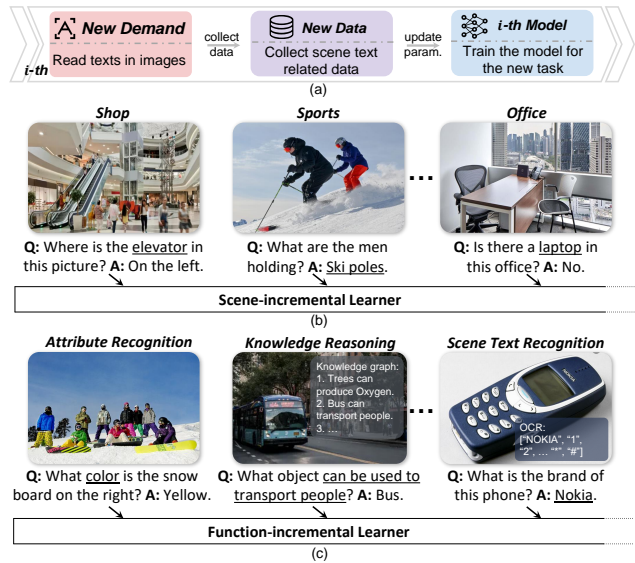 i-th
New Demand
Read texts in images
collect
data
New Data
Collect scene text
related data
update
param.
i-th Model
Train the model for
the new task
(a)
Shop
Sports
Office
...
Q: Where is the elevator in
this picture? A: On the left.
Q: What are the men
holding? A: Ski poles.
Q: Is there a laptop in
this office? A: No.
Scene-incremental Learner
(b)
Attribute Recognition
Knowledge Reasoning
Scene Text Recognition
Knowledge graph:
1. Trees can
produce Oxygen.
2. Bus can
transport people.
3. ...
...
NOKIA
OCR:
["NOKIA", "1",
"2", ... "*", "#"]
Q: What color is the snow
board on the right? A: Yellow.
Q: What object can be used to
transport people? A: Bus.
Q: What is the brand of
this phone? A: Nokia.
Function-incremental Learner
(c)